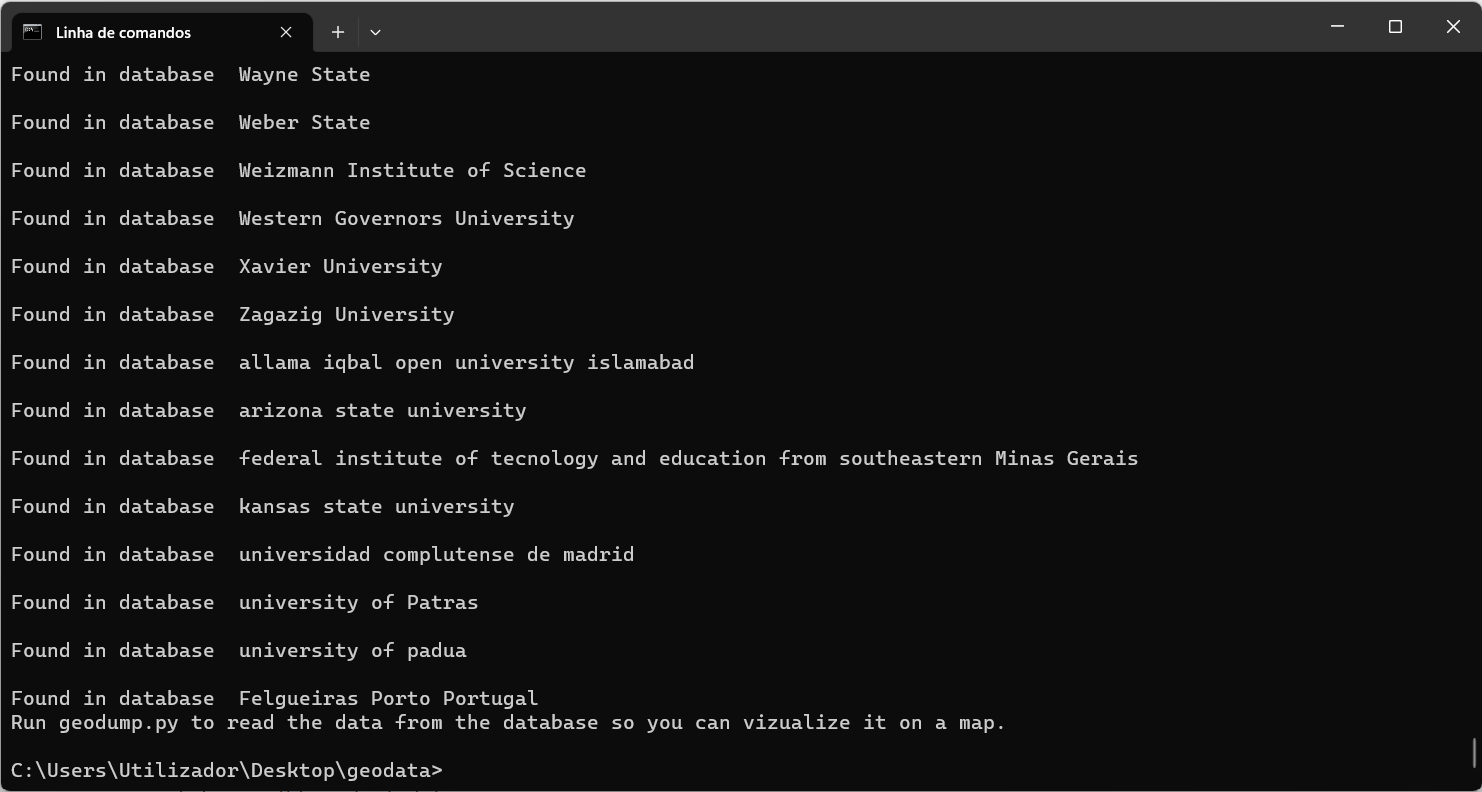 Linha de comandos
Found in database  Wayne State
Found in database  Weber State
Found in database  Weizmann Institute of Science
Found in database  Western Governors University
Found in database  Xavier University
Found in database  Zagazig University
Found in database  allama iqbal open university islamabad
Found in database  arizona state university
Found in database  federal institute of tecnology and education from southeastern Minas Gerais
Found in database  kansas state university
Found in database  universidad complutense de madrid
Found in database  university of Patras
Found in database  university of padua
Found in database  Felgueiras Porto Portugal
Run geodump.py to read the data from the database so you can vizualize it on a map.
C:\Users\Utilizador\Desktop\geodata>